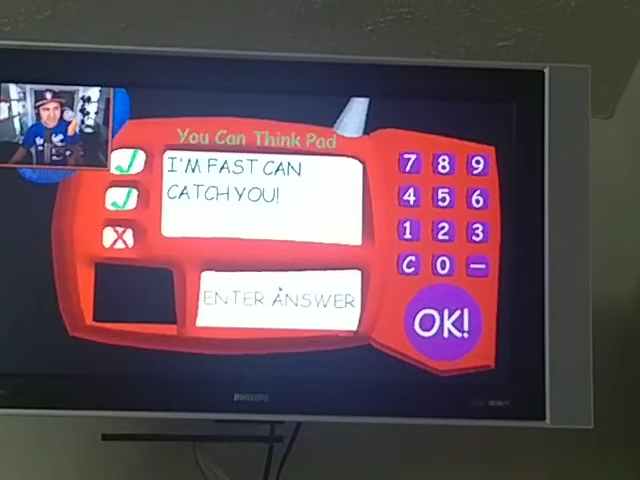 You Can Think Pad
I'M FAST CAN
CATCH YOU!
7 8 9
4 5 6
1 2 3
C 0 -
ENTER ANSWER
OK!
PHILIPS